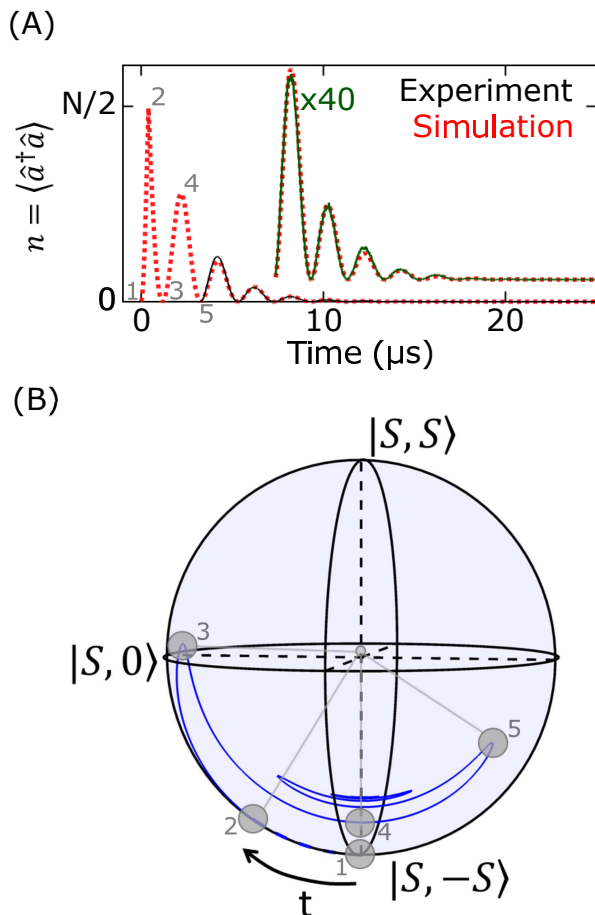 (A)
N/2
2
x40
Experiment
Simulation
4
n = ⟨â†â⟩
1
3
0
5
0
10
20
Time (μs)
(B)
|S, S⟩
3
|S, 0⟩
5
2
4
1
|S, −S⟩
t